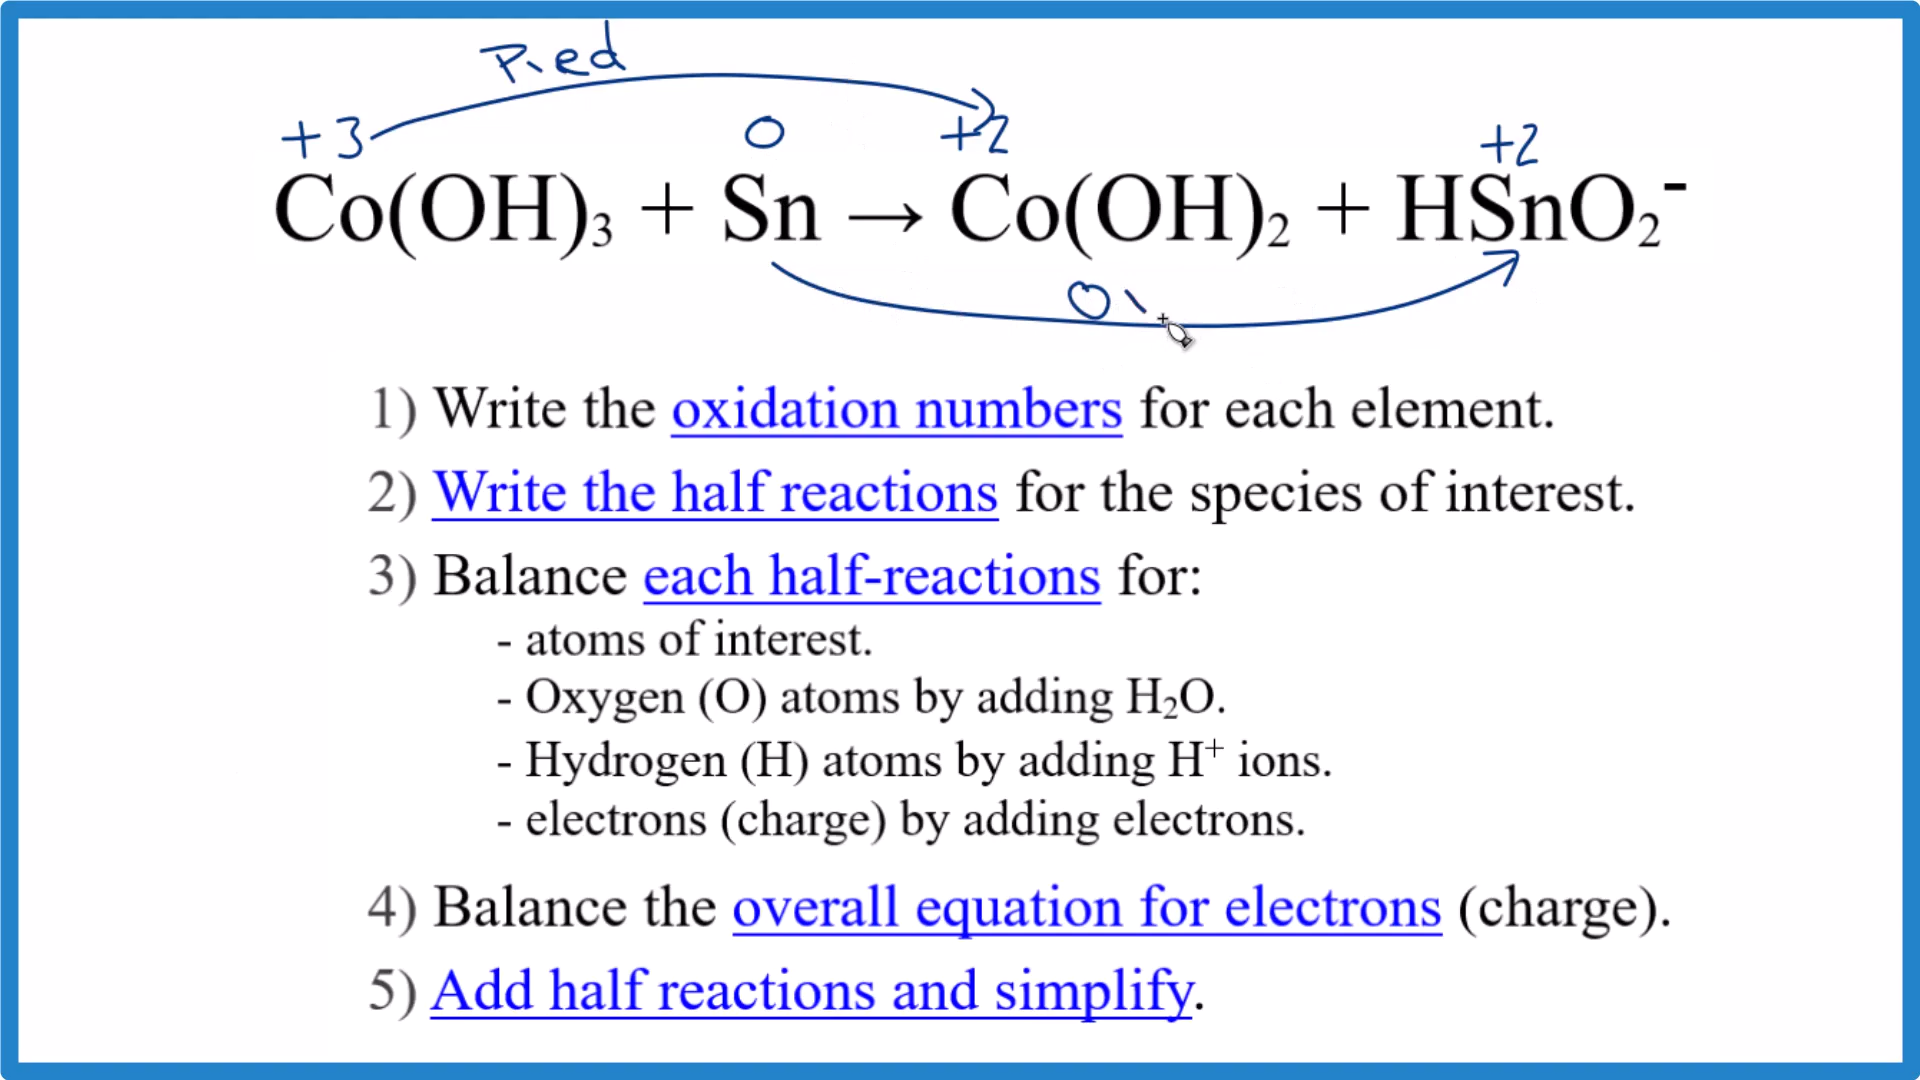 Red
+3 0 +2 +2
Co(OH)₃ + Sn → Co(OH)₂ + HSnO₂⁻
1) Write the oxidation numbers for each element.
2) Write the half reactions for the species of interest.
3) Balance each half-reactions for:
- atoms of interest.
- Oxygen (O) atoms by adding H₂O.
- Hydrogen (H) atoms by adding H⁺ ions.
- electrons (charge) by adding electrons.
4) Balance the overall equation for electrons (charge).
5) Add half reactions and simplify.